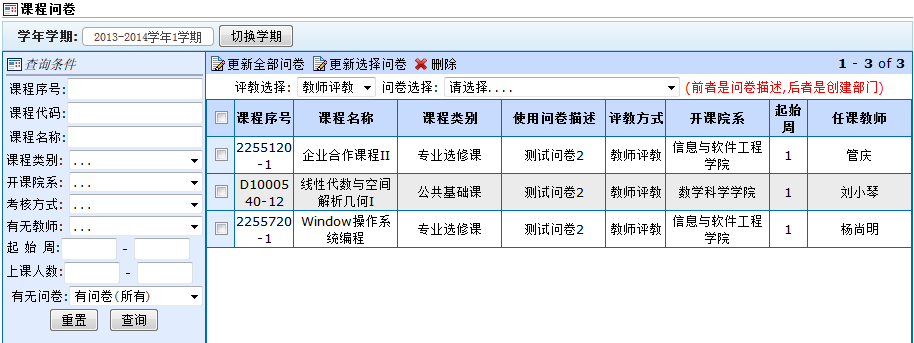 课程问卷
学年学期: 2013-2014学年1学期 切换学期
查询条件
课程序号:
课程代码:
课程名称:
课程类别: ...
开课院系: ...
考核方式: ...
有无教师: ...
起 始 周: -
上课人数: -
有无问卷: 有问卷(所有)
重置 查询
更新全部问卷 更新选择问卷 删除 1 - 3 of 3
评教选择: 教师评教 问卷选择: 请选择.... (前者是问卷描述,后者是创建部门)
课程序号 课程名称 课程类别 使用问卷描述 评教方式 开课院系 起始周 任课教师
2255120-1 企业合作课程II 专业选修课 测试问卷2 教师评教 信息与软件工程学院 1 管庆
D1000540-12 线性代数与空间解析几何I 公共基础课 测试问卷2 教师评教 数学科学学院 1 刘小琴
2255720-1 Window操作系统编程 专业选修课 测试问卷2 教师评教 信息与软件工程学院 1 杨尚明